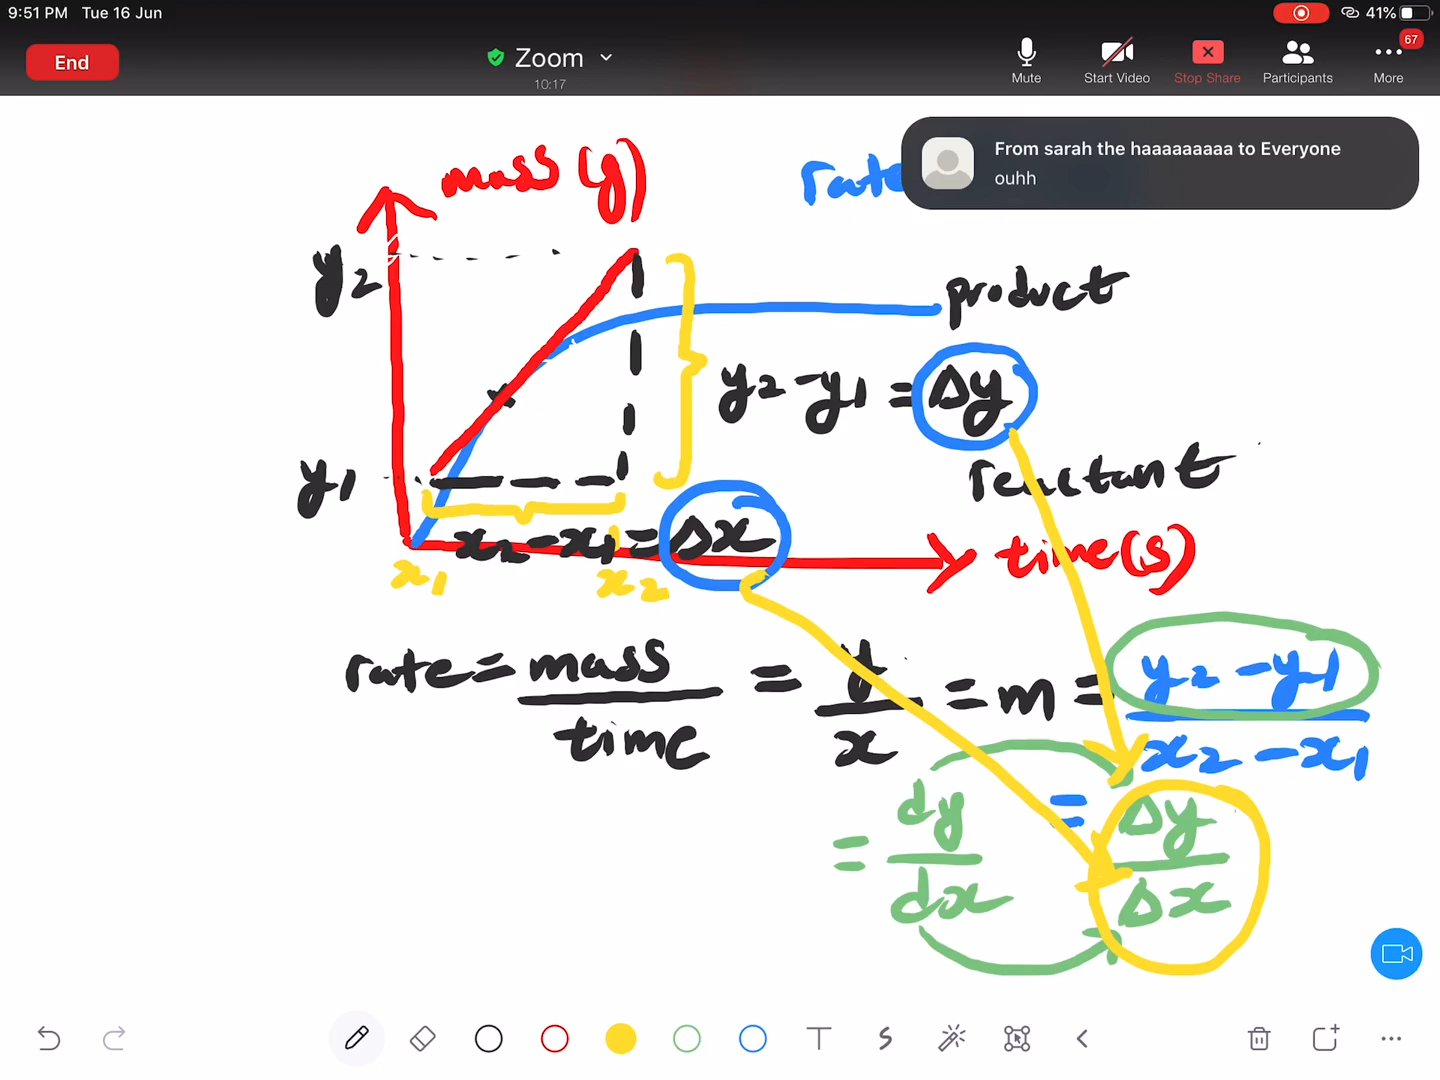 9:51 PM Tue 16 Jun
41%
End
Zoom
10:17
Mute
Start Video
Stop Share
Participants
67
More
From sarah the haaaaaaaaa to Everyone
ouhh
mass (y)
rate
y2
product
y2 - y1 = Δy
y1
reactant
x2 - x1 = Δx
time (s)
x1
x2
rate = mass / time = y / x = m = y2 - y1 / x2 - x1
= dy / dx = Δy / Δx
T